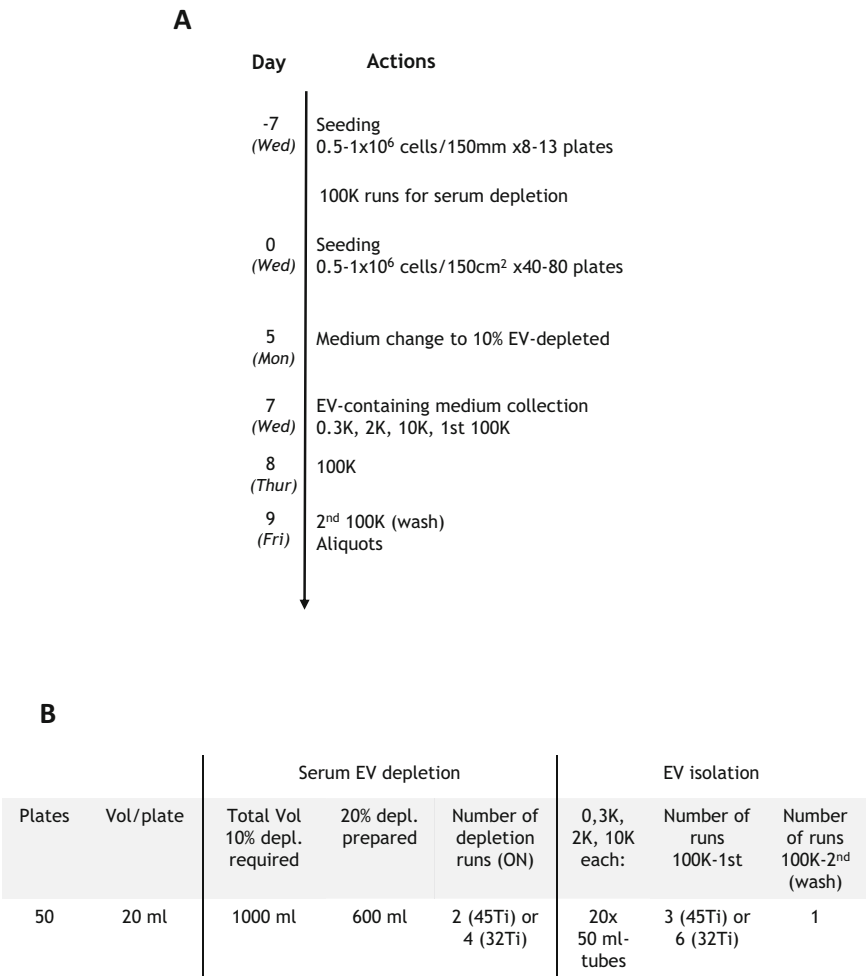 A
Day Actions
-7 Seeding
(Wed) 0.5-1x10⁶ cells/150mm x8-13 plates
100K runs for serum depletion
0 Seeding
(Wed) 0.5-1x10⁶ cells/150cm² x40-80 plates
5 Medium change to 10% EV-depleted
(Mon)
7 EV-containing medium collection
(Wed) 0.3K, 2K, 10K, 1st 100K
8 100K
(Thur)
9 2ⁿᵈ 100K (wash)
(Fri) Aliquots
B
Serum EV depletion EV isolation
Plates Vol/plate Total Vol 20% depl. Number of 0,3K, Number of Number
10% depl. prepared depletion 2K, 10K runs of runs
required runs (ON) each: 100K-1st 100K-2ⁿᵈ
(wash)
50 20 ml 1000 ml 600 ml 2 (45Ti) or 20x 3 (45Ti) or 1
4 (32Ti) 50 ml- 6 (32Ti)
tubes